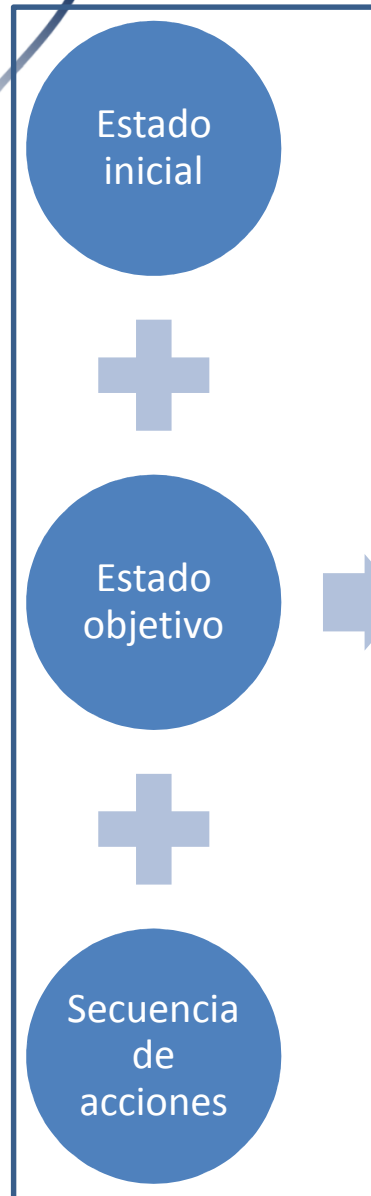 Estado
inicial
Estado
objetivo
Secuencia
de
acciones